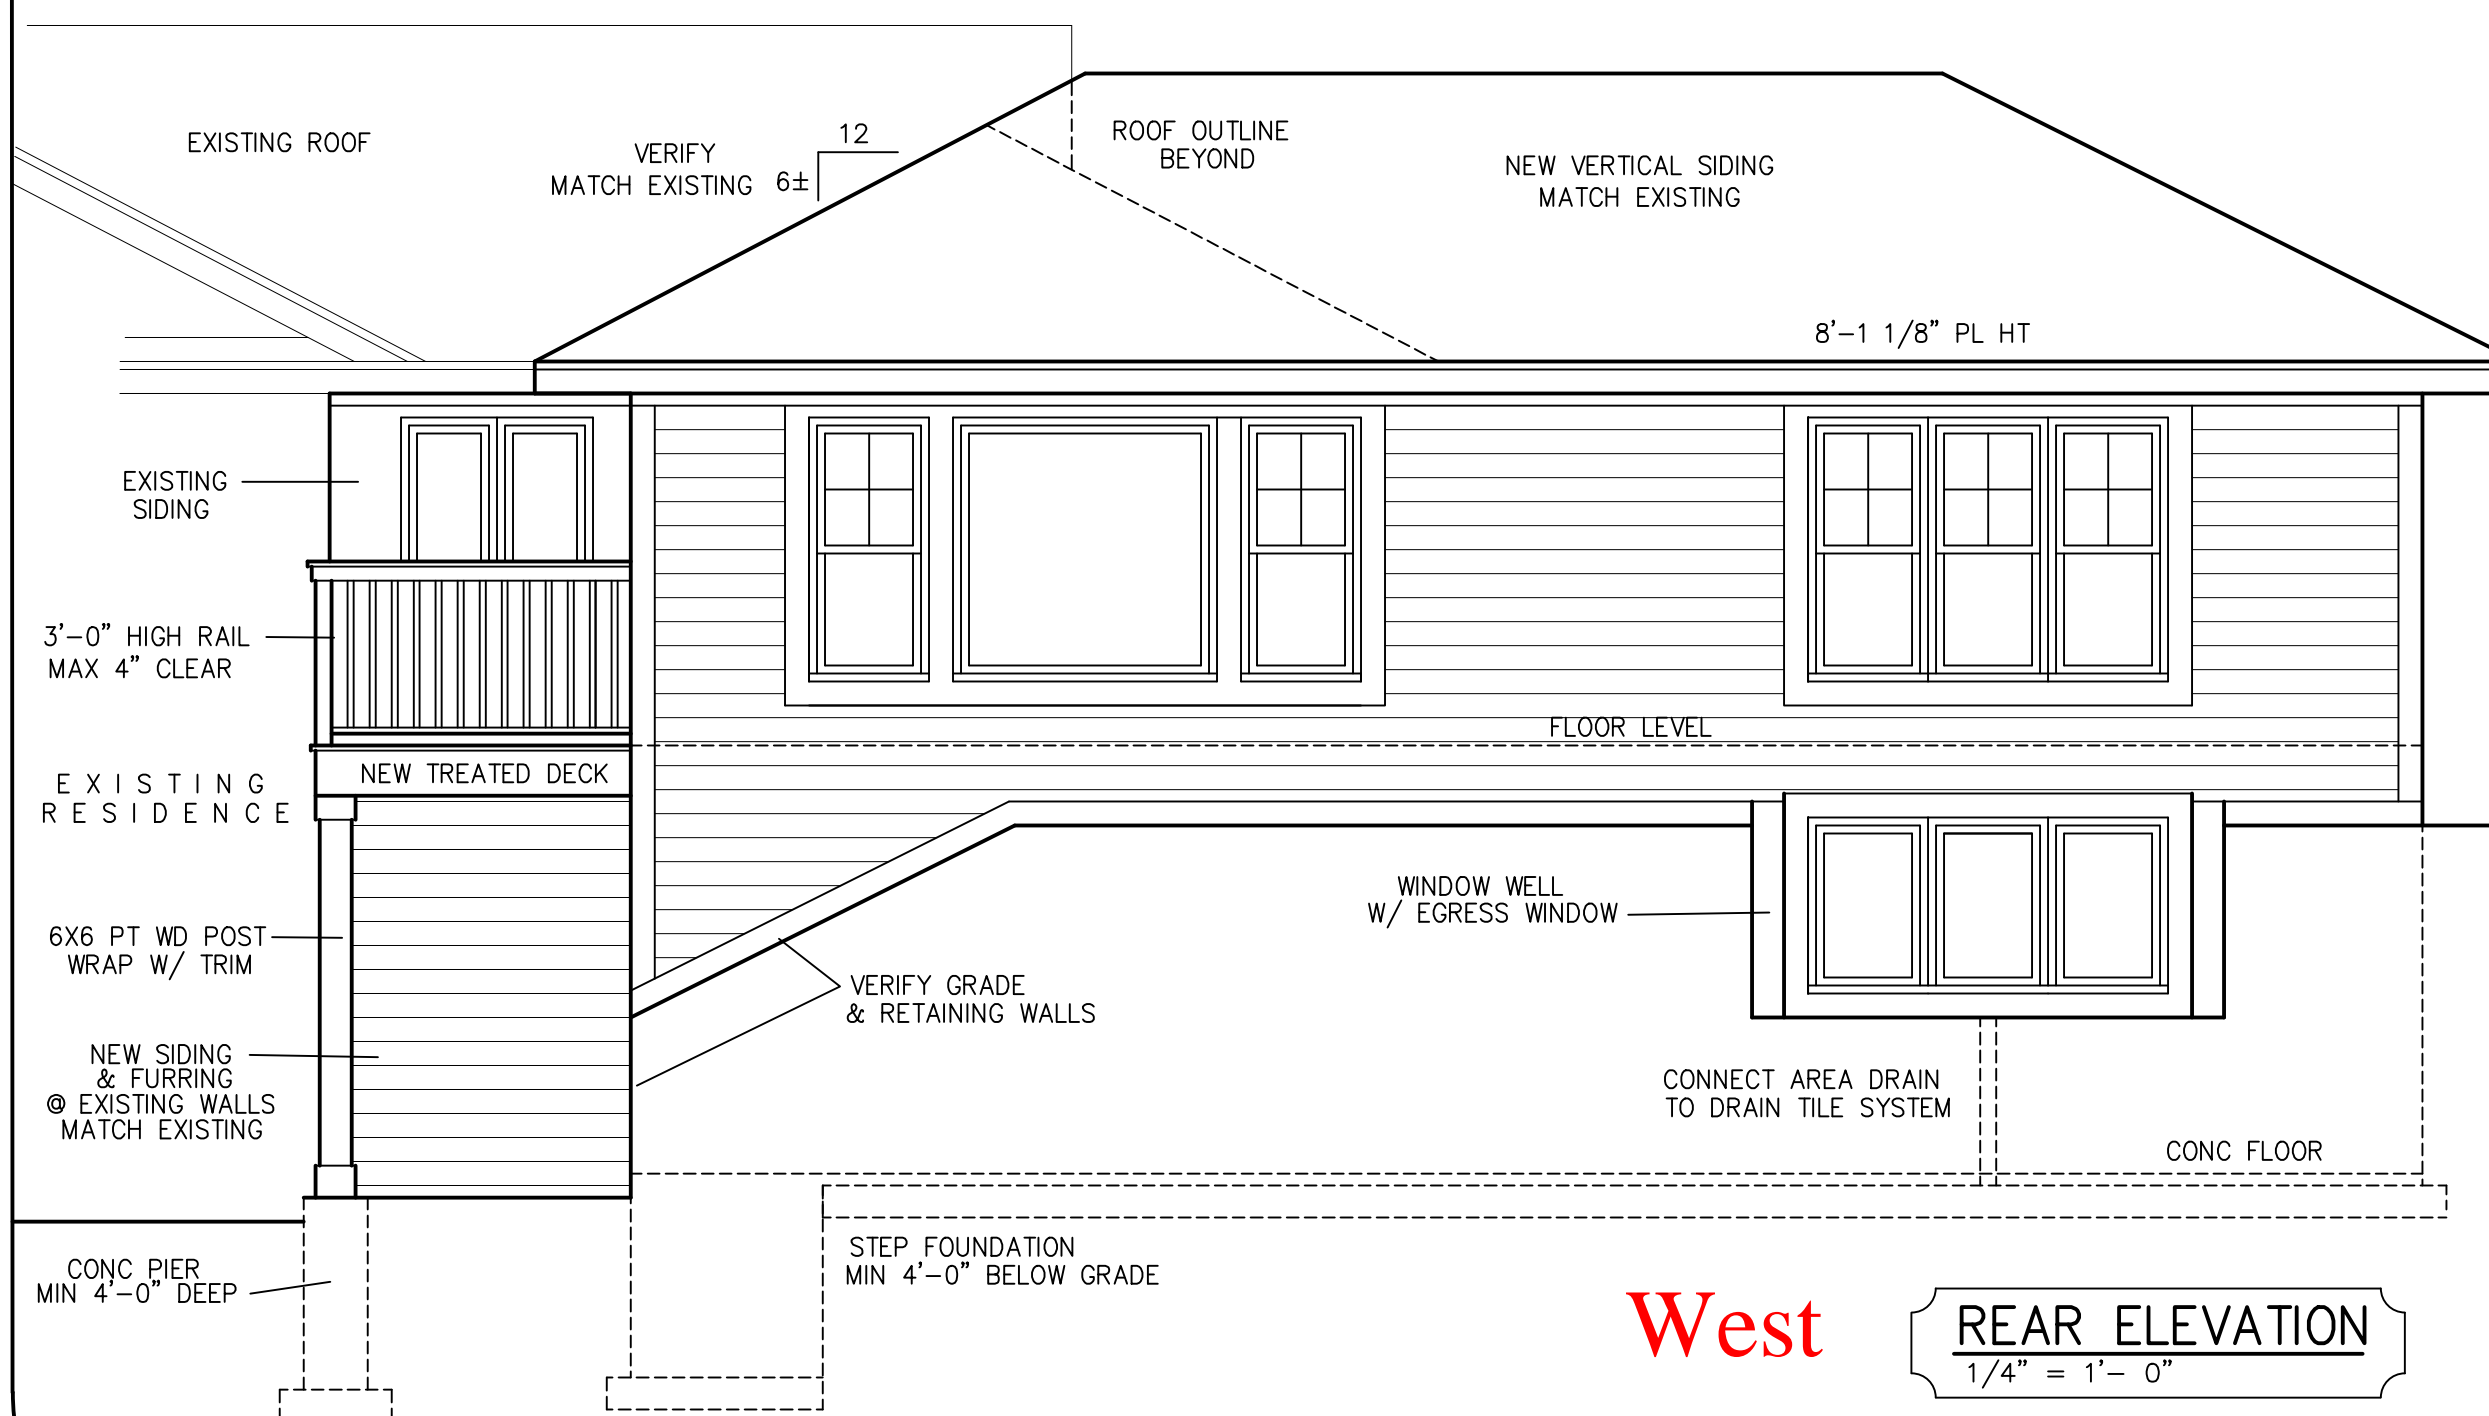 EXISTING ROOF
VERIFY
MATCH EXISTING
12
6±
ROOF OUTLINE
BEYOND
NEW VERTICAL SIDING
MATCH EXISTING
8'-1 1/8" PL HT
EXISTING
SIDING
3'-0" HIGH RAIL
MAX 4" CLEAR
FLOOR LEVEL
NEW TREATED DECK
EXISTING
RESIDENCE
6X6 PT WD POST
WRAP W/ TRIM
WINDOW WELL
W/ EGRESS WINDOW
VERIFY GRADE
& RETAINING WALLS
NEW SIDING
& FURRING
@ EXISTING WALLS
MATCH EXISTING
CONNECT AREA DRAIN
TO DRAIN TILE SYSTEM
CONC FLOOR
CONC PIER
MIN 4'-0" DEEP
STEP FOUNDATION
MIN 4'-0" BELOW GRADE
West
REAR ELEVATION
1/4" = 1'- 0"